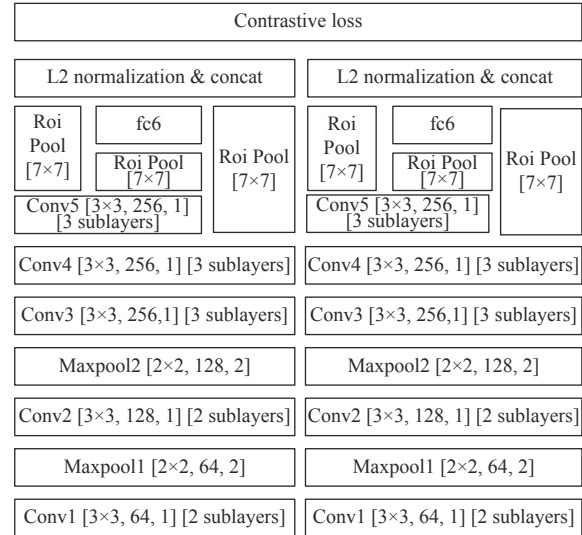 Contrastive loss
L2 normalization & concat
Roi
Pool
[7×7]
fc6
Roi Pool
[7×7]
Roi Pool
[7×7]
Conv5 [3×3, 256, 1]
[3 sublayers]
Conv4 [3×3, 256, 1] [3 sublayers]
Conv3 [3×3, 256,1] [3 sublayers]
Maxpool2 [2×2, 128, 2]
Conv2 [3×3, 128, 1] [2 sublayers]
Maxpool1 [2×2, 64, 2]
Conv1 [3×3, 64, 1] [2 sublayers]
L2 normalization & concat
Roi
Pool
[7×7]
fc6
Roi Pool
[7×7]
Roi Pool
[7×7]
Conv5 [3×3, 256, 1]
[3 sublayers]
Conv4 [3×3, 256, 1] [3 sublayers]
Conv3 [3×3, 256,1] [3 sublayers]
Maxpool2 [2×2, 128, 2]
Conv2 [3×3, 128, 1] [2 sublayers]
Maxpool1 [2×2, 64, 2]
Conv1 [3×3, 64, 1] [2 sublayers]